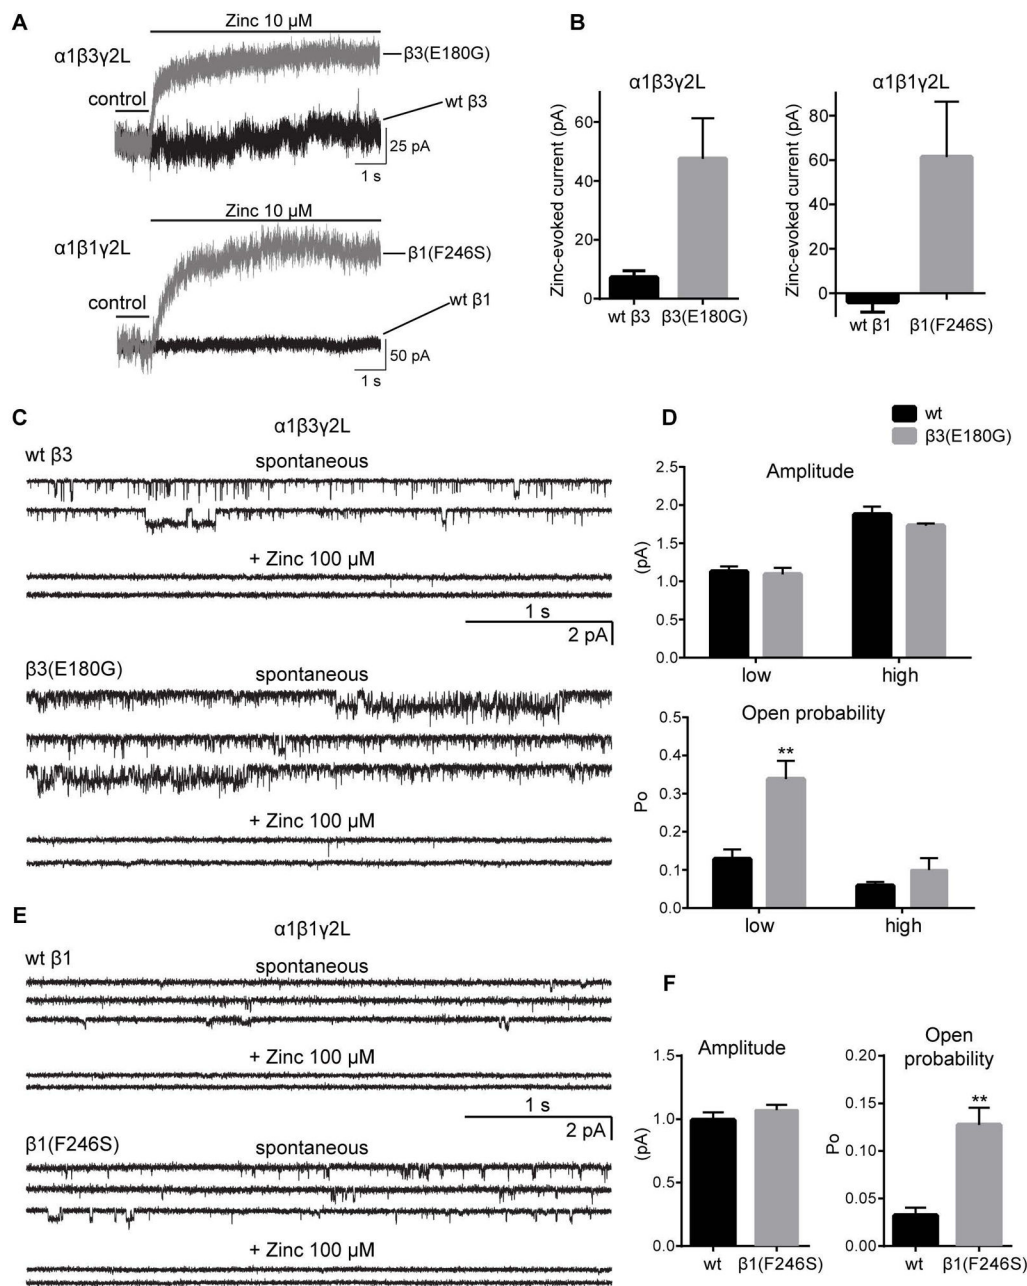 A
Zinc 10 µM
α1β3γ2L
β3(E180G)
control
wt β3
25 pA
1 s
Zinc 10 µM
α1β1γ2L
β1(F246S)
control
wt β1
50 pA
1 s
B
α1β3γ2L
Zinc-evoked current (pA)
60
40
20
0
wt β3 β3(E180G)
α1β1γ2L
Zinc-evoked current (pA)
80
60
40
20
0
wt β1 β1(F246S)
C
α1β3γ2L
wt β3
spontaneous
+ Zinc 100 µM
1 s
2 pA
β3(E180G)
spontaneous
+ Zinc 100 µM
D
wt
β3(E180G)
Amplitude
(pA)
2.5
2.0
1.5
1.0
0.5
0.0
low high
Open probability
Po
0.5
0.4
0.3
0.2
0.1
0.0
**
low high
E
α1β1γ2L
wt β1
spontaneous
+ Zinc 100 µM
1 s
2 pA
β1(F246S)
spontaneous
+ Zinc 100 µM
F
Amplitude
(pA)
1.5
1.0
0.5
0.0
wt β1(F246S)
Open
probability
Po
0.20
0.15
0.10
0.05
0.00
**
wt β1(F246S)